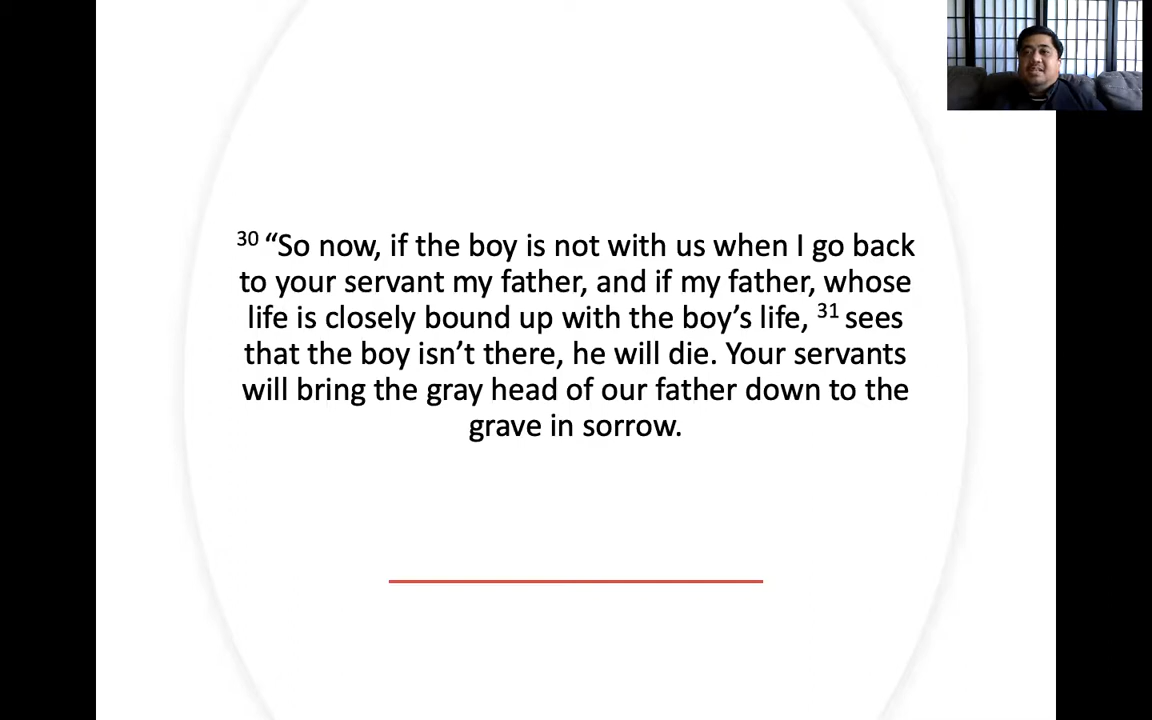 30 “So now, if the boy is not with us when I go back
to your servant my father, and if my father, whose
life is closely bound up with the boy’s life, 31 sees
that the boy isn’t there, he will die. Your servants
will bring the gray head of our father down to the
grave in sorrow.